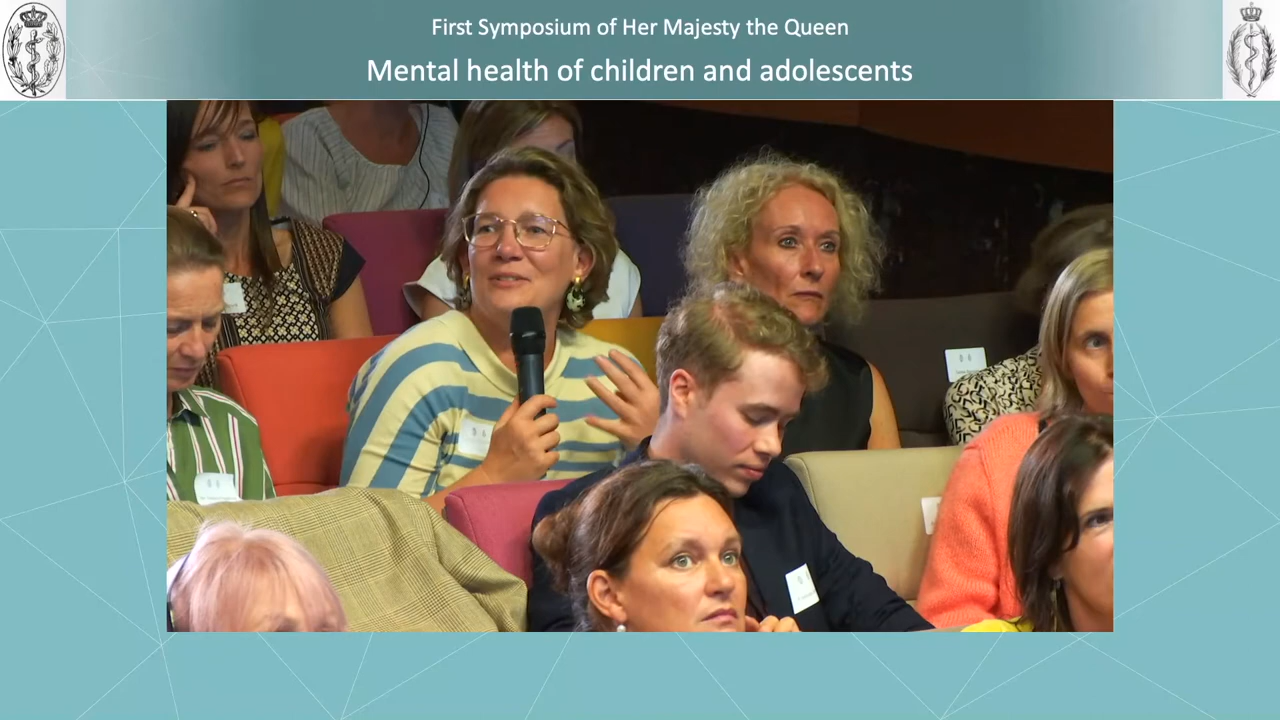 First Symposium of Her Majesty the Queen
Mental health of children and adolescents